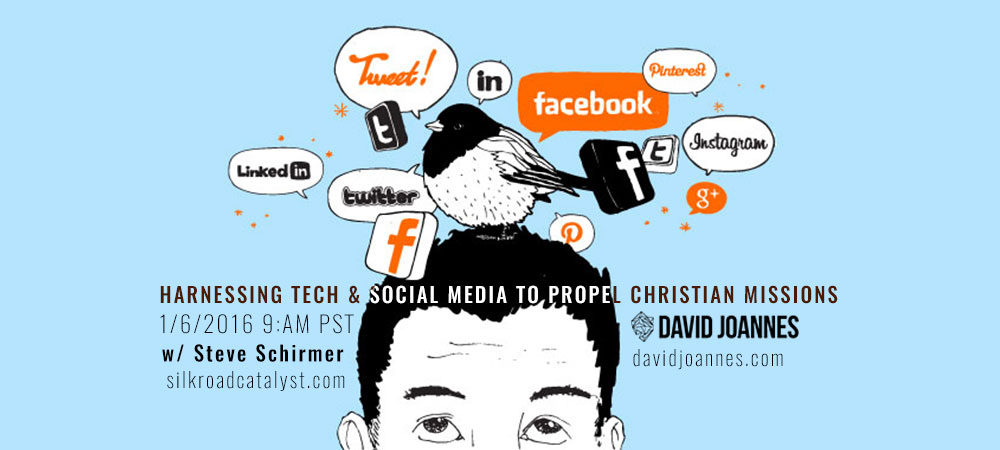 Tweet!
in
Pinterest
facebook
t
Instagram
f
t
Linked in
twitter
g+
f
P
HARNESSING TECH & SOCIAL MEDIA TO PROPEL CHRISTIAN MISSIONS
1/6/2016 9:AM PST
w/ Steve Schirmer
silkroadcatalyst.com
DAVID JOANNES
davidjoannes.com